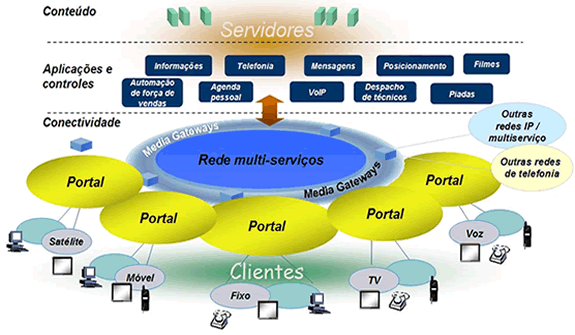 Conteúdo
Servidores
Aplicações e
controles
Informações
Telefonia
Mensagens
Posicionamento
Filmes
Automação
de força de
vendas
Agenda
pessoal
VoIP
Despacho
de técnicos
Piadas
Conectividade
Media Gateways
Rede multi-serviços
Media Gateways
Outras
redes IP /
multiserviço
Outras redes
de telefonia
Portal
Portal
Portal
Portal
Portal
Satélite
Móvel
Clientes
Fixo
TV
Voz